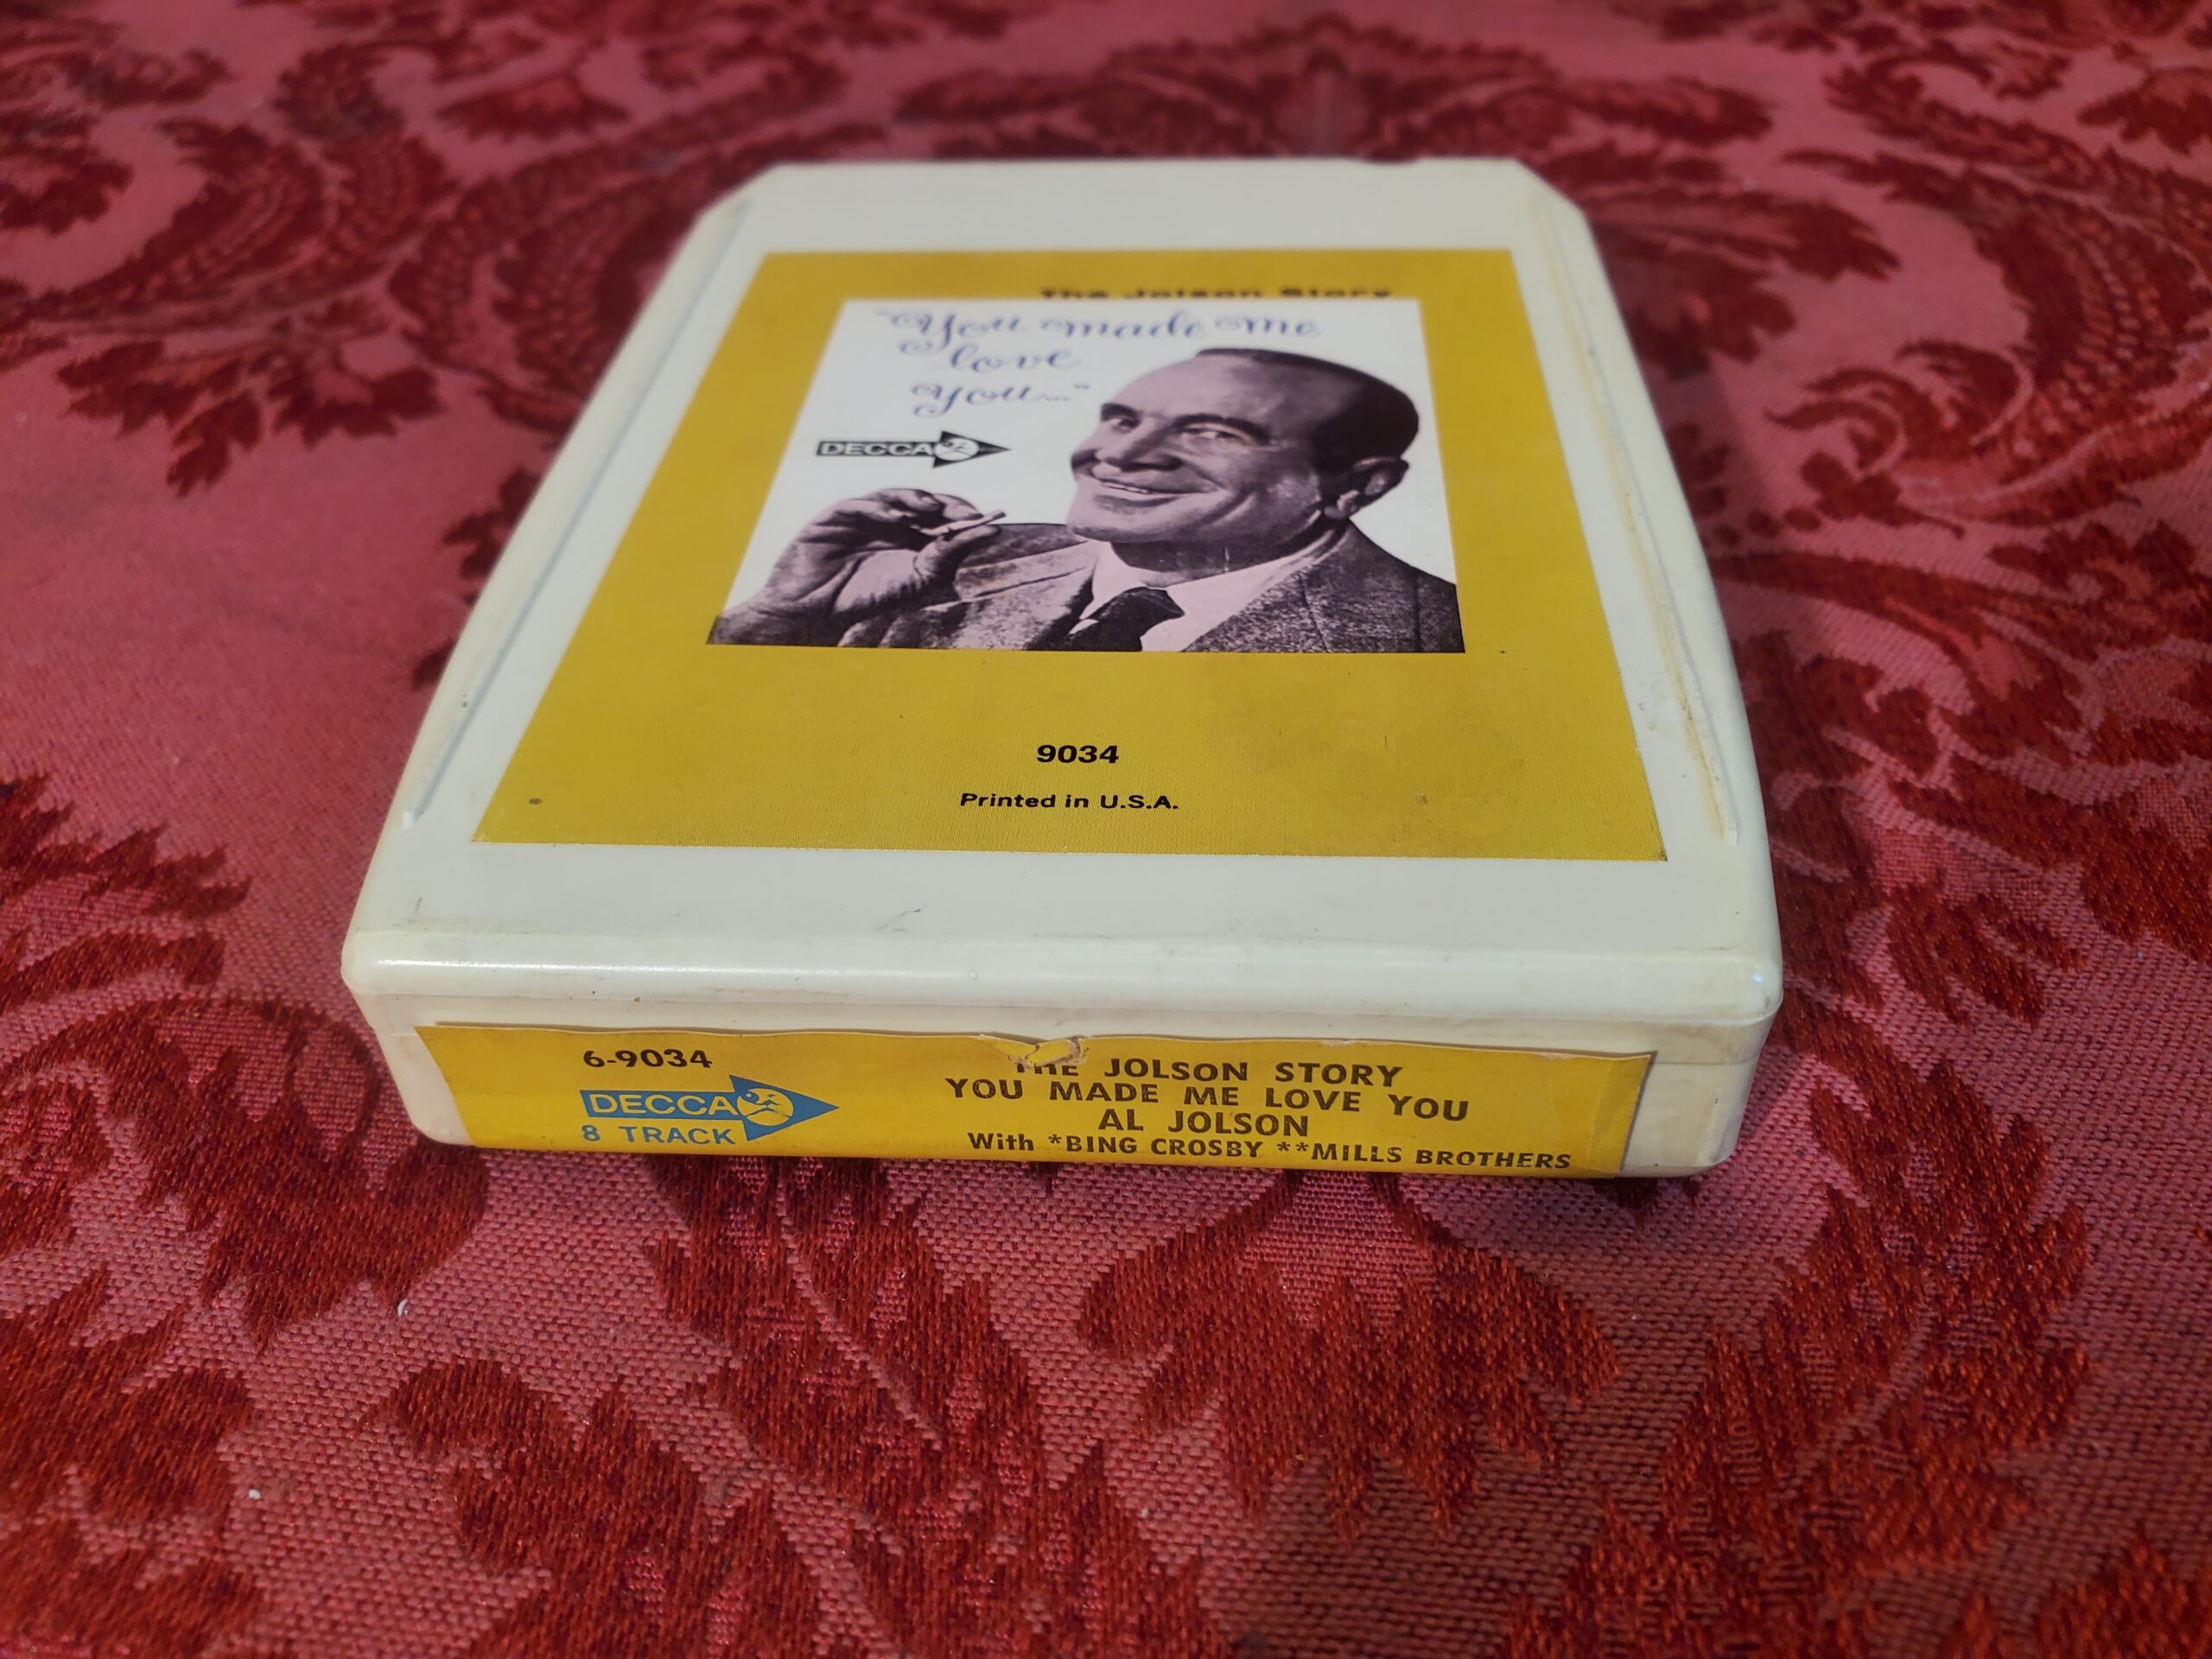 The Jolson Story
"You made me
love
you..."
DECCA
9034
Printed in U.S.A.
6-9034
DECCA
8 TRACK
THE JOLSON STORY
YOU MADE ME LOVE YOU
AL JOLSON
With *BING CROSBY **MILLS BROTHERS